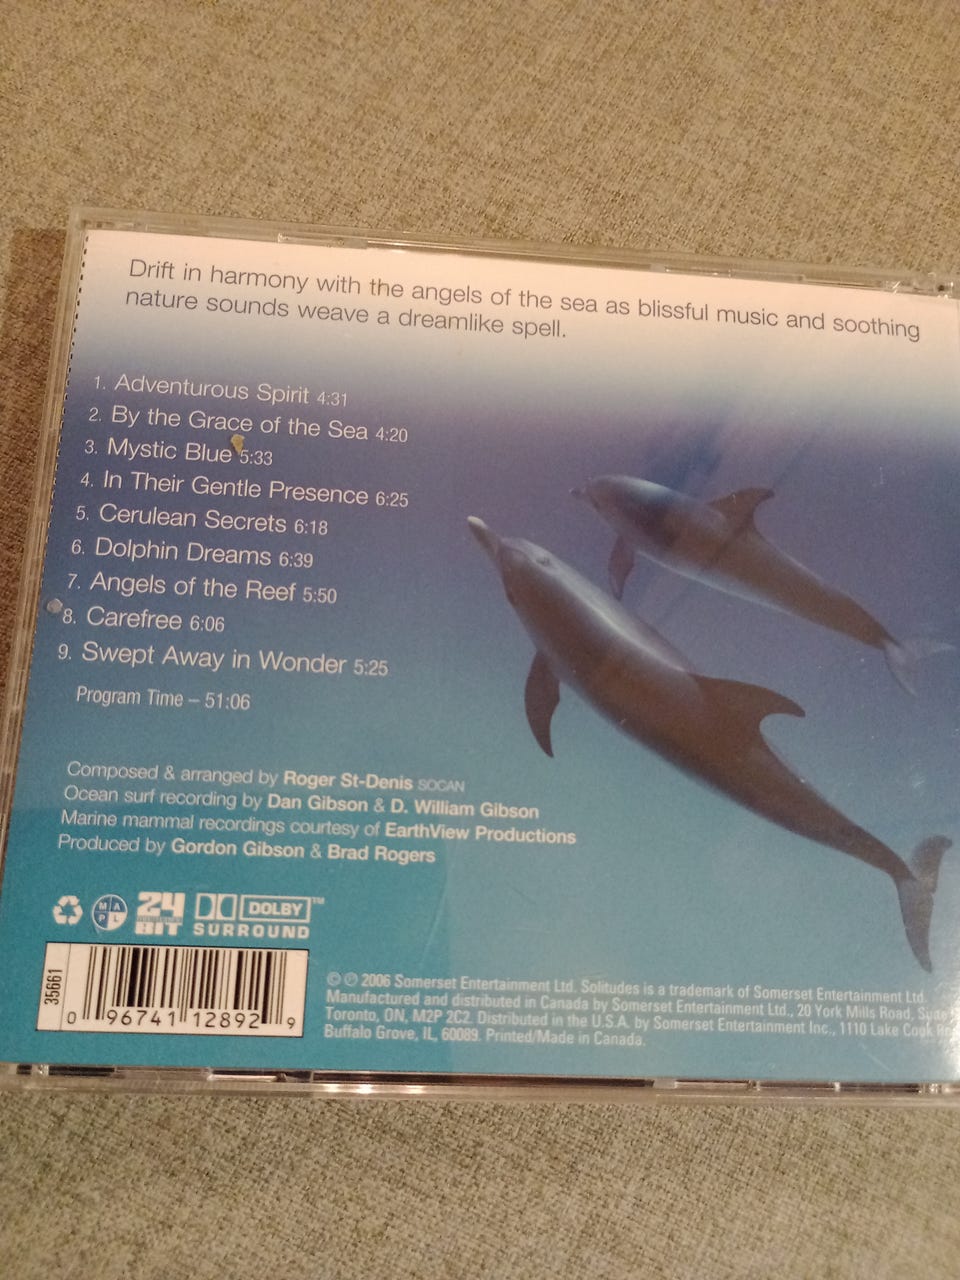 Drift in harmony with the angels of the sea as blissful music and soothing
nature sounds weave a dreamlike spell.
1. Adventurous Spirit 4:31
2. By the Grace of the Sea 4:20
3. Mystic Blue 5:33
4. In Their Gentle Presence 6:25
5. Cerulean Secrets 6:18
6. Dolphin Dreams 6:39
7. Angels of the Reef 5:50
8. Carefree 6:06
9. Swept Away in Wonder 5:25
Program Time – 51:06
Composed & arranged by Roger St-Denis SOCAN
Ocean surf recording by Dan Gibson & D. William Gibson
Marine mammal recordings courtesy of EarthView Productions
Produced by Gordon Gibson & Brad Rogers
MAPL
24
BIT
DOLBY™
SURROUND
35661
0 96741 12892 9
© ℗ 2006 Somerset Entertainment Ltd. Solitudes is a trademark of Somerset Entertainment Ltd.
Manufactured and distributed in Canada by Somerset Entertainment Ltd., 20 York Mills Road,
Toronto, ON, M2P 2C2. Distributed in the U.S.A. by Somerset Entertainment Inc., 1110 Lake Cook
Buffalo Grove, IL, 60089. Printed/Made in Canada.